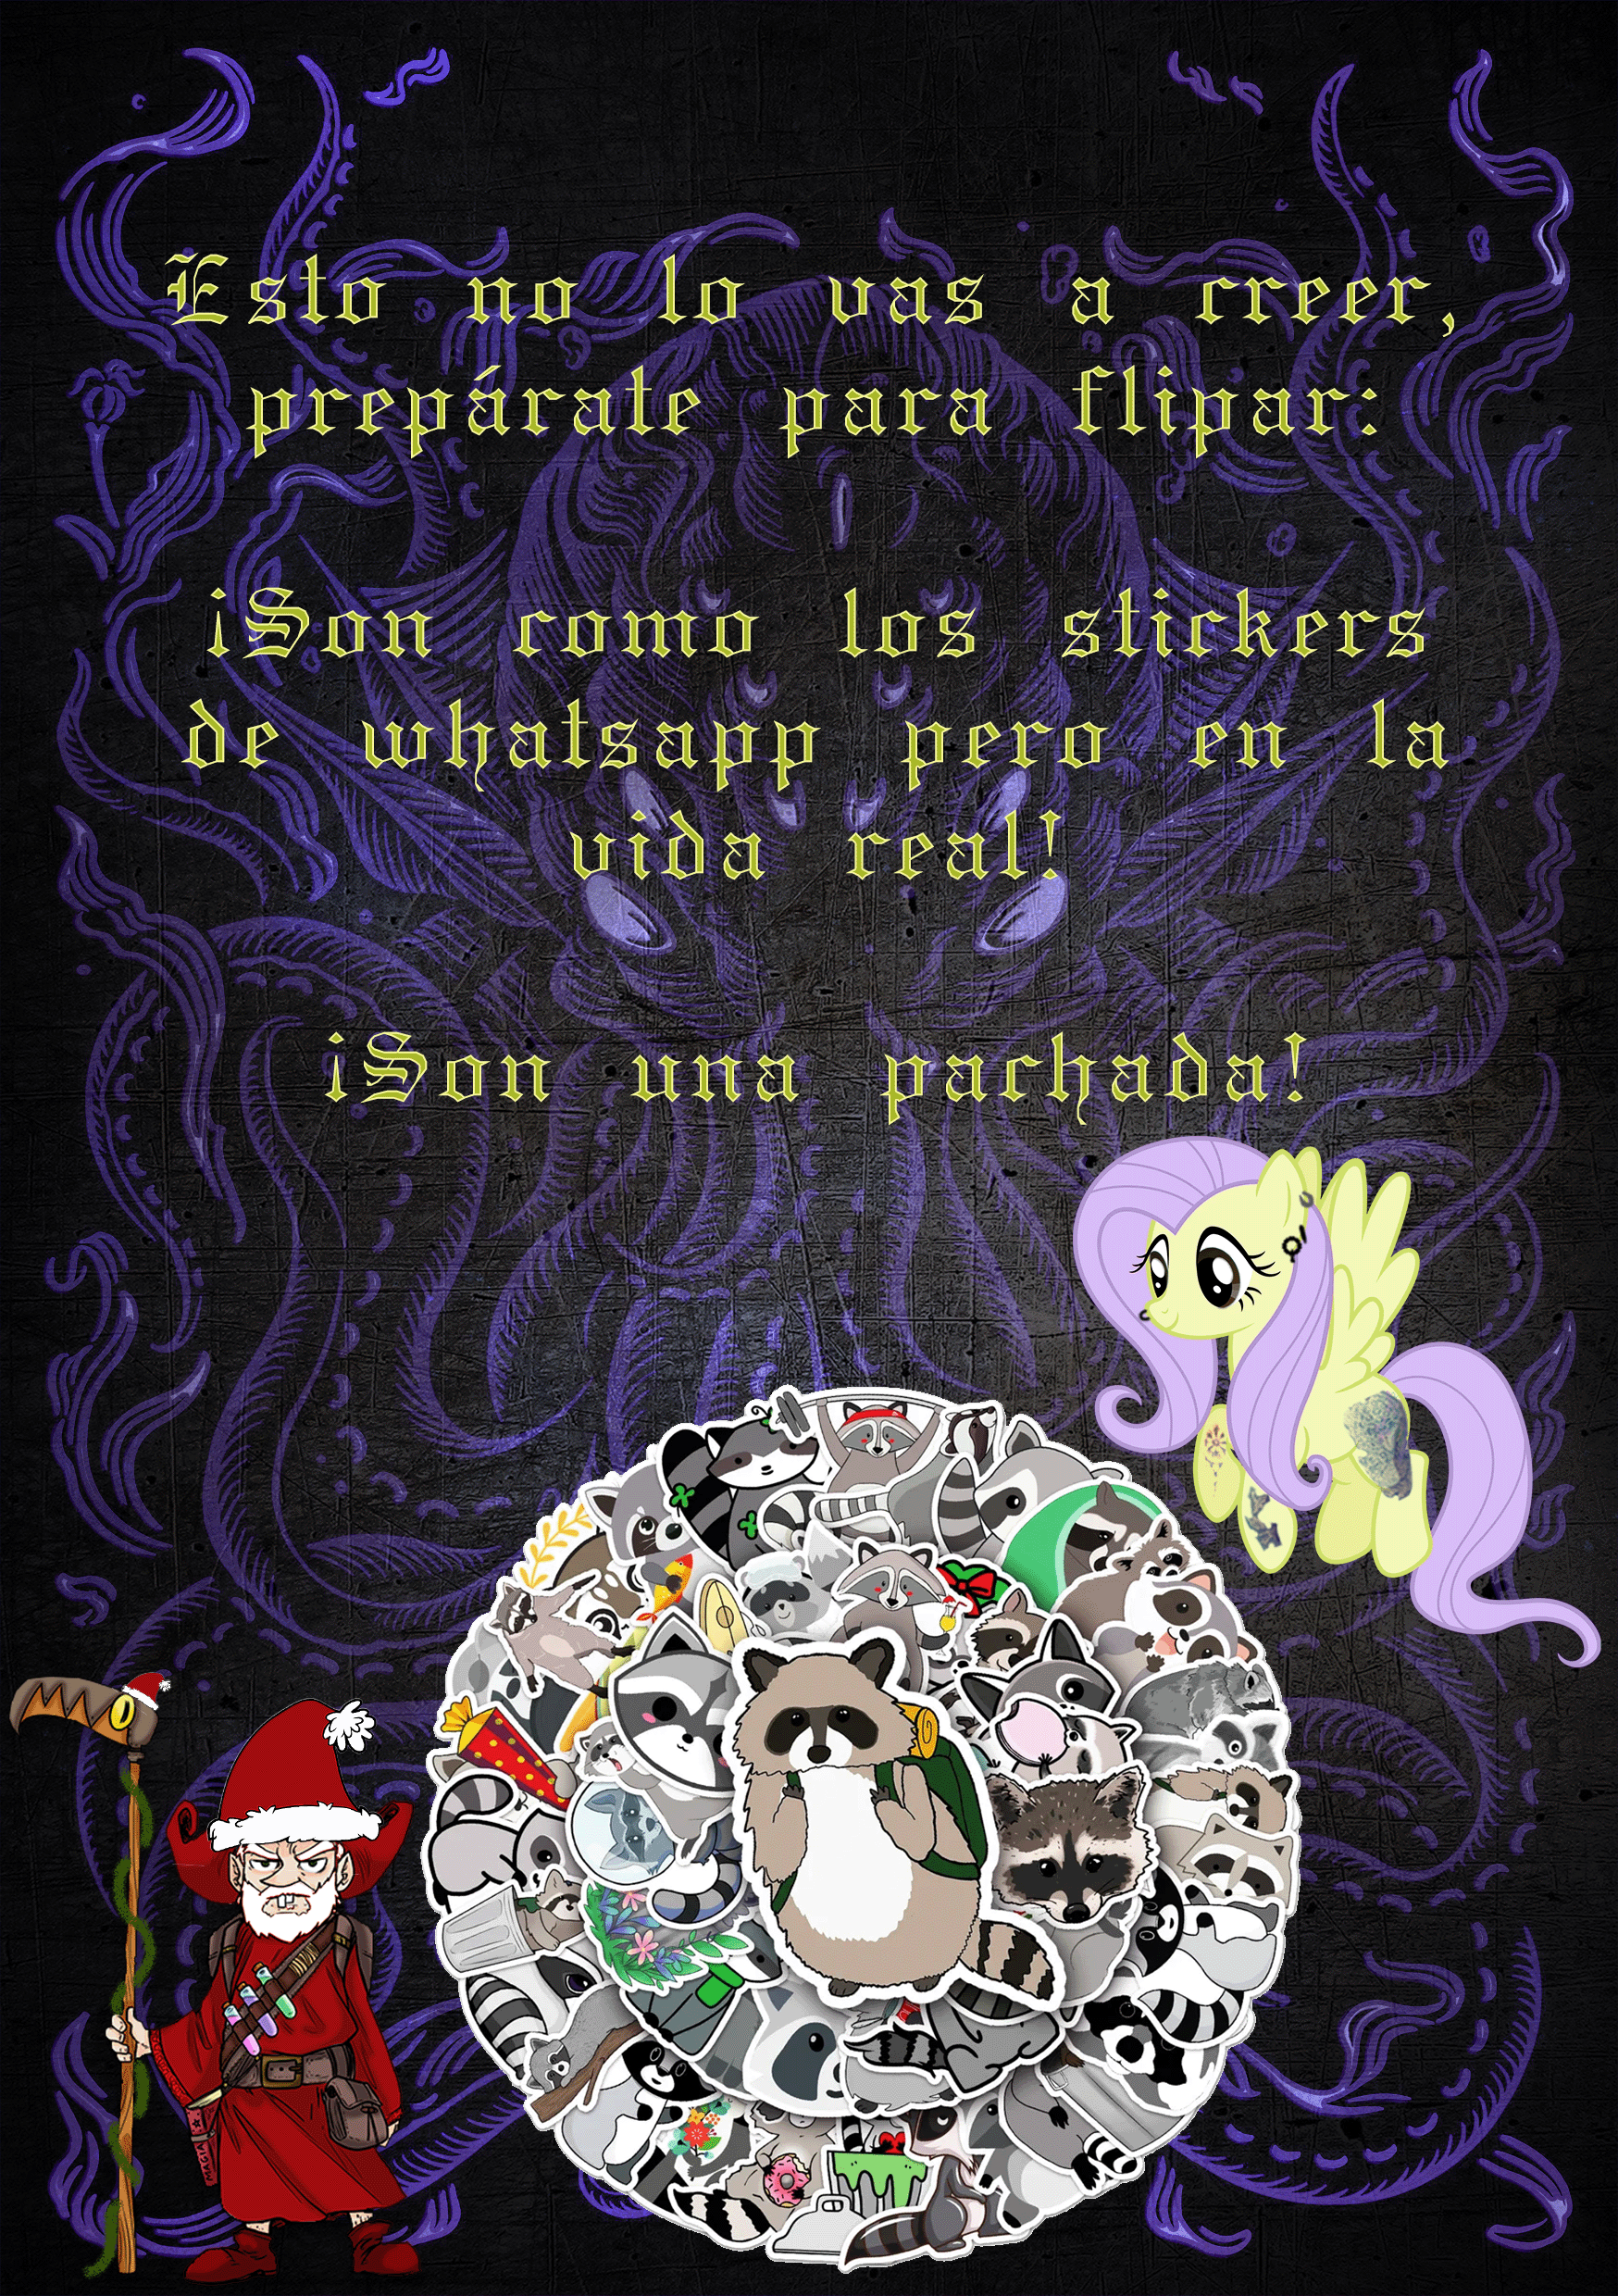 Esto no lo vas a creer,
prepárate para flipar:
¡Son como los stickers
de whatsapp pero en la
vida real!
¡Son una pachada!
MAGIA